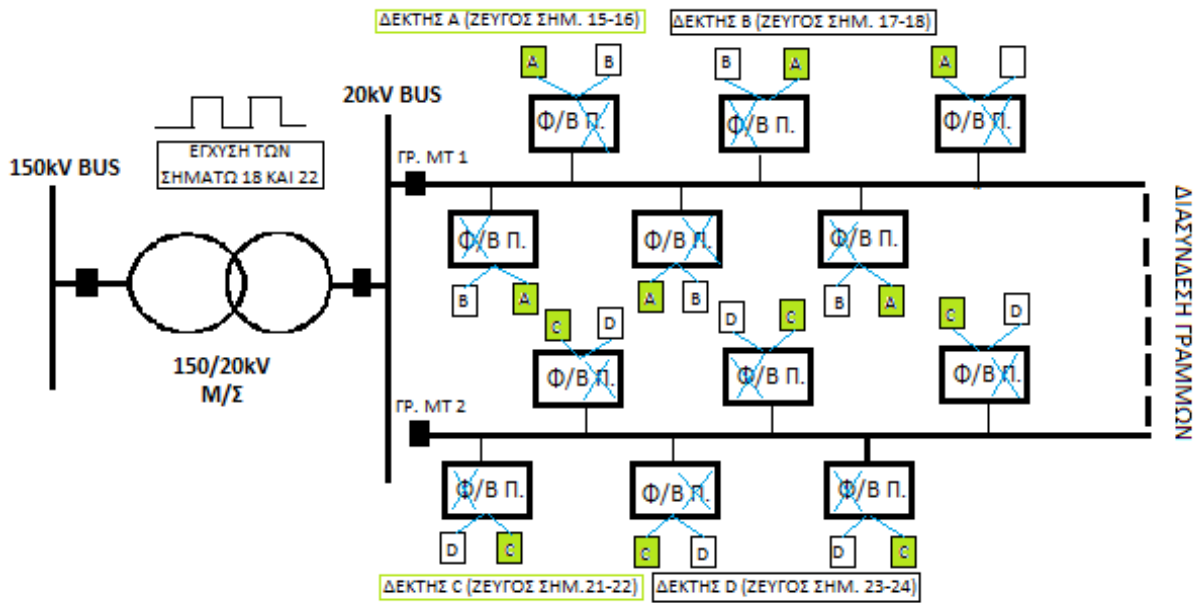 ΔΕΚΤΗΣ Α (ΖΕΥΓΟΣ ΣΗΜ. 15-16)
ΔΕΚΤΗΣ Β (ΖΕΥΓΟΣ ΣΗΜ. 17-18)
A B
B A
A
20kV BUS
Φ/Β Π.
Φ/Β Π.
Φ/Β Π.
ΕΓΧΥΣΗ ΤΩΝ
ΣΗΜΑΤΩ 18 ΚΑΙ 22
ΓΡ. ΜΤ 1
150kV BUS
Φ/Β Π.
Φ/Β Π.
Φ/Β Π.
B A
A B
B A
ΔΙΑΣΥΝΔΕΣΗ ΓΡΑΜΜΩΝ
C D
D C
C D
150/20kV
Μ/Σ
Φ/Β Π.
Φ/Β Π.
Φ/Β Π.
ΓΡ. ΜΤ 2
Φ/Β Π.
Φ/Β Π.
Φ/Β Π.
D C
C D
D C
ΔΕΚΤΗΣ C (ΖΕΥΓΟΣ ΣΗΜ.21-22)
ΔΕΚΤΗΣ D (ΖΕΥΓΟΣ ΣΗΜ. 23-24)